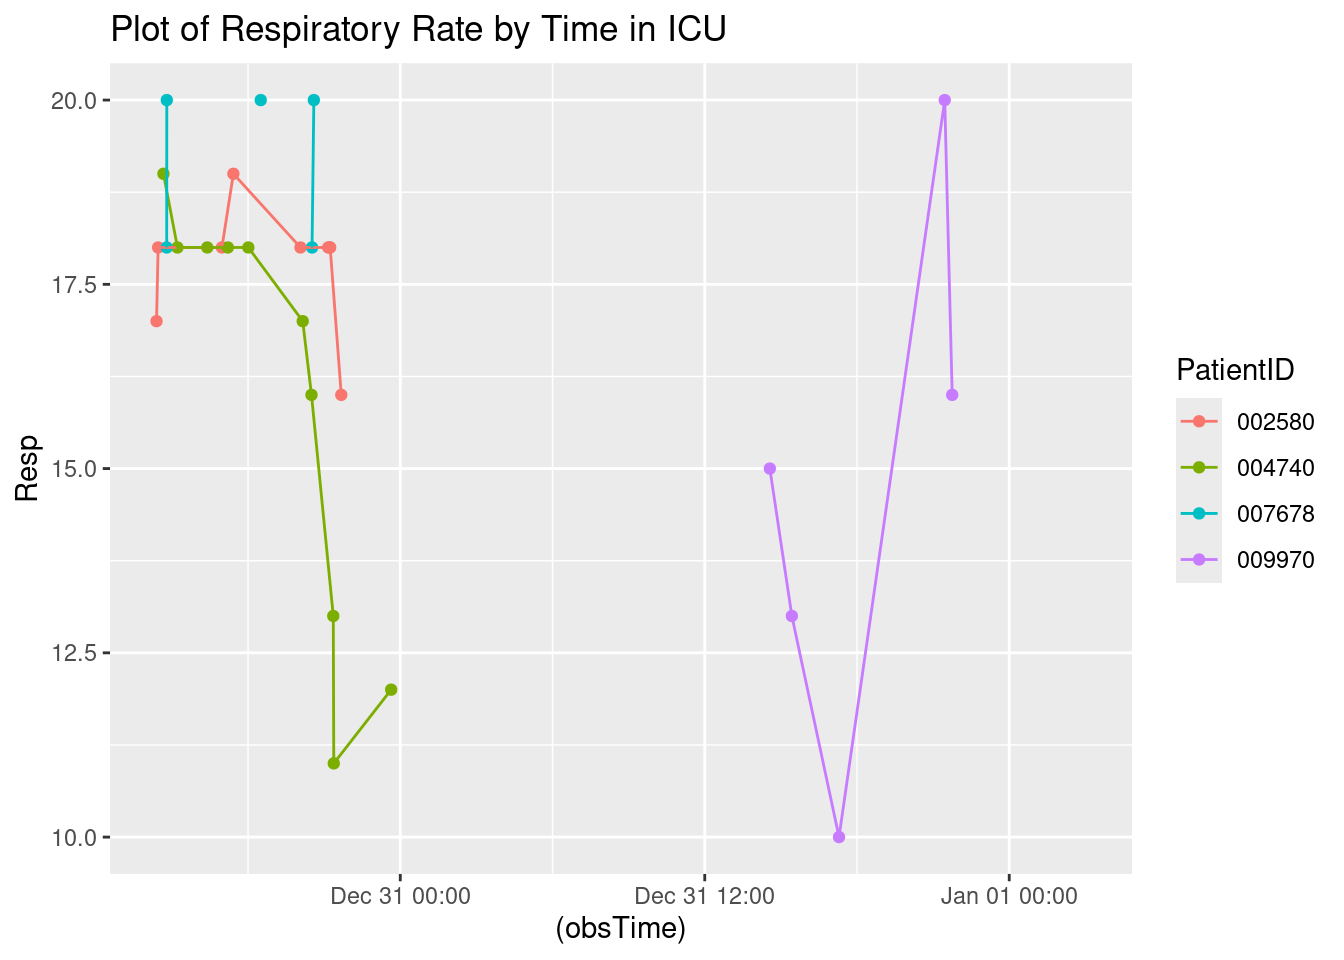 Plot of Respiratory Rate by Time in ICU
20.0
17.5
15.0
12.5
10.0
Resp
Dec 31 00:00
Dec 31 12:00
Jan 01 00:00
(obsTime)
PatientID
002580
004740
007678
009970